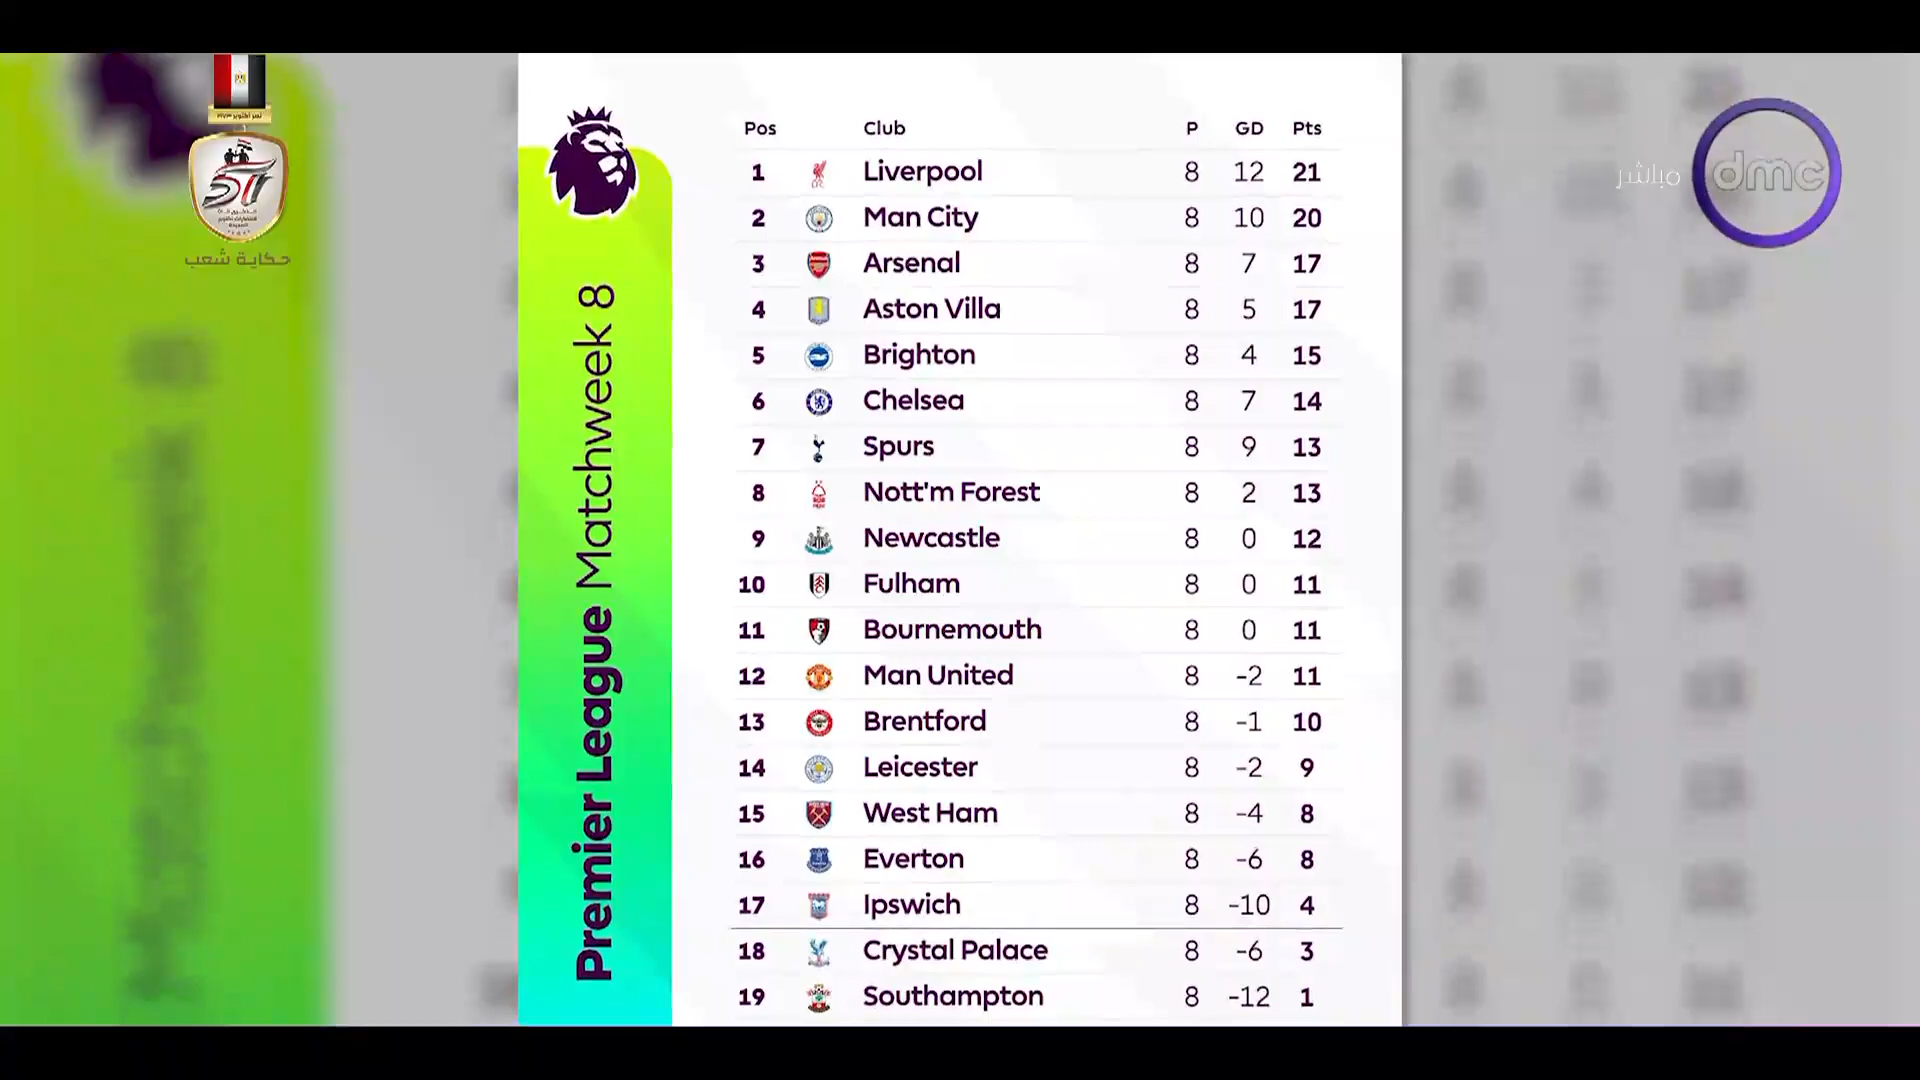 Pos Club P GD Pts
1 Liverpool 8 12 21
2 Man City 8 10 20
3 Arsenal 8 7 17
4 Aston Villa 8 5 17
5 Brighton 8 4 15
6 Chelsea 8 7 14
7 Spurs 8 9 13
8 Nott'm Forest 8 2 13
9 Newcastle 8 0 12
10 Fulham 8 0 11
11 Bournemouth 8 0 11
12 Man United 8 -2 11
13 Brentford 8 -1 10
14 Leicester 8 -2 9
15 West Ham 8 -4 8
16 Everton 8 -6 8
17 Ipswich 8 -10 4
18 Crystal Palace 8 -6 3
19 Southampton 8 -12 1
Premier League Matchweek 8
حكاية شعب
مباشر dmc